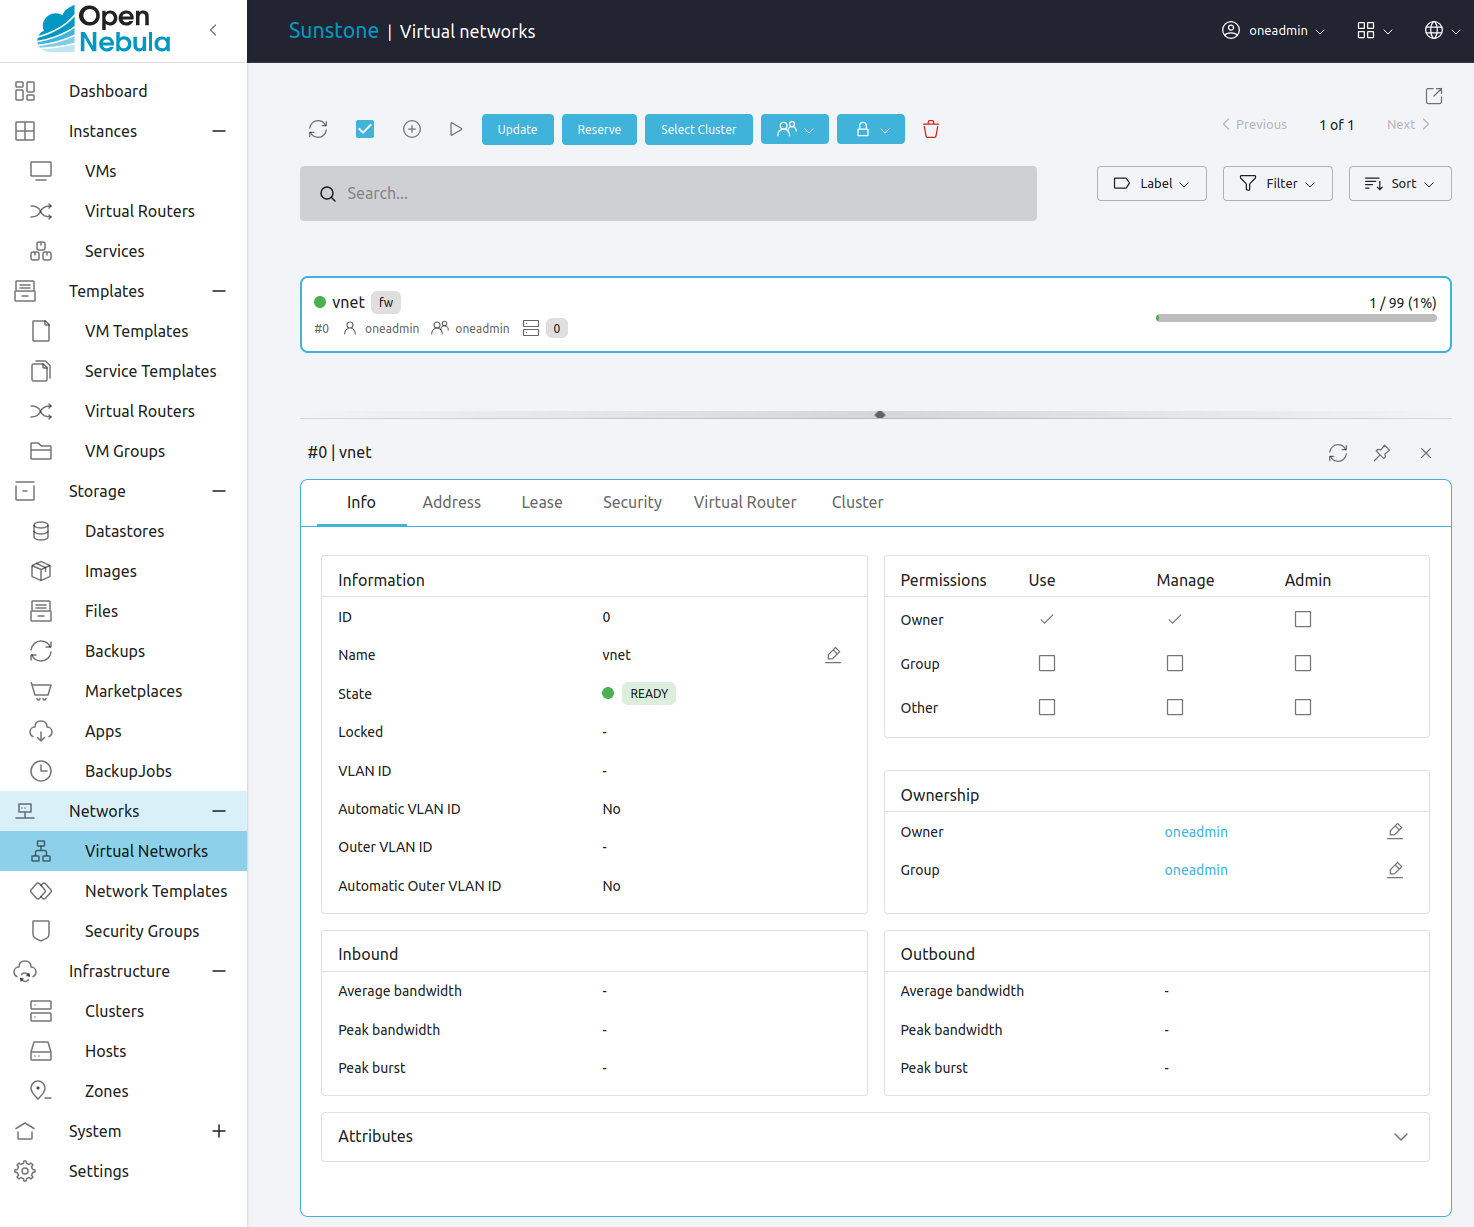 Open
Nebula
Sunstone | Virtual networks
oneadmin
Dashboard
Instances
VMs
Virtual Routers
Services
Templates
VM Templates
Service Templates
Virtual Routers
VM Groups
Storage
Datastores
Images
Files
Backups
Marketplaces
Apps
BackupJobs
Networks
Virtual Networks
Network Templates
Security Groups
Infrastructure
Clusters
Hosts
Zones
System
Settings
Update Reserve Select Cluster
Previous 1 of 1 Next
Search...
Label Filter Sort
vnet fw
1 / 99 (1%)
#0 oneadmin oneadmin 0
#0 | vnet
Info Address Lease Security Virtual Router Cluster
Information
ID 0
Name vnet
State READY
Locked -
VLAN ID -
Automatic VLAN ID No
Outer VLAN ID -
Automatic Outer VLAN ID No
Permissions Use Manage Admin
Owner
Group
Other
Ownership
Owner oneadmin
Group oneadmin
Inbound
Average bandwidth -
Peak bandwidth -
Peak burst -
Outbound
Average bandwidth -
Peak bandwidth -
Peak burst -
Attributes